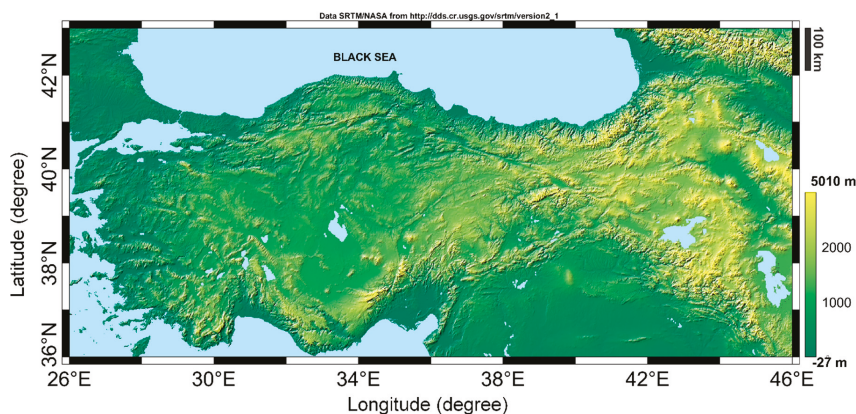 Data SRTM/NASA from http://dds.cr.usgs.gov/srtm/version2_1
BLACK SEA
100 km
42°N
40°N
38°N
36°N
Latitude (degree)
5010 m
2000
1000
-27 m
26°E 30°E 34°E 38°E 42°E 46°E
Longitude (degree)